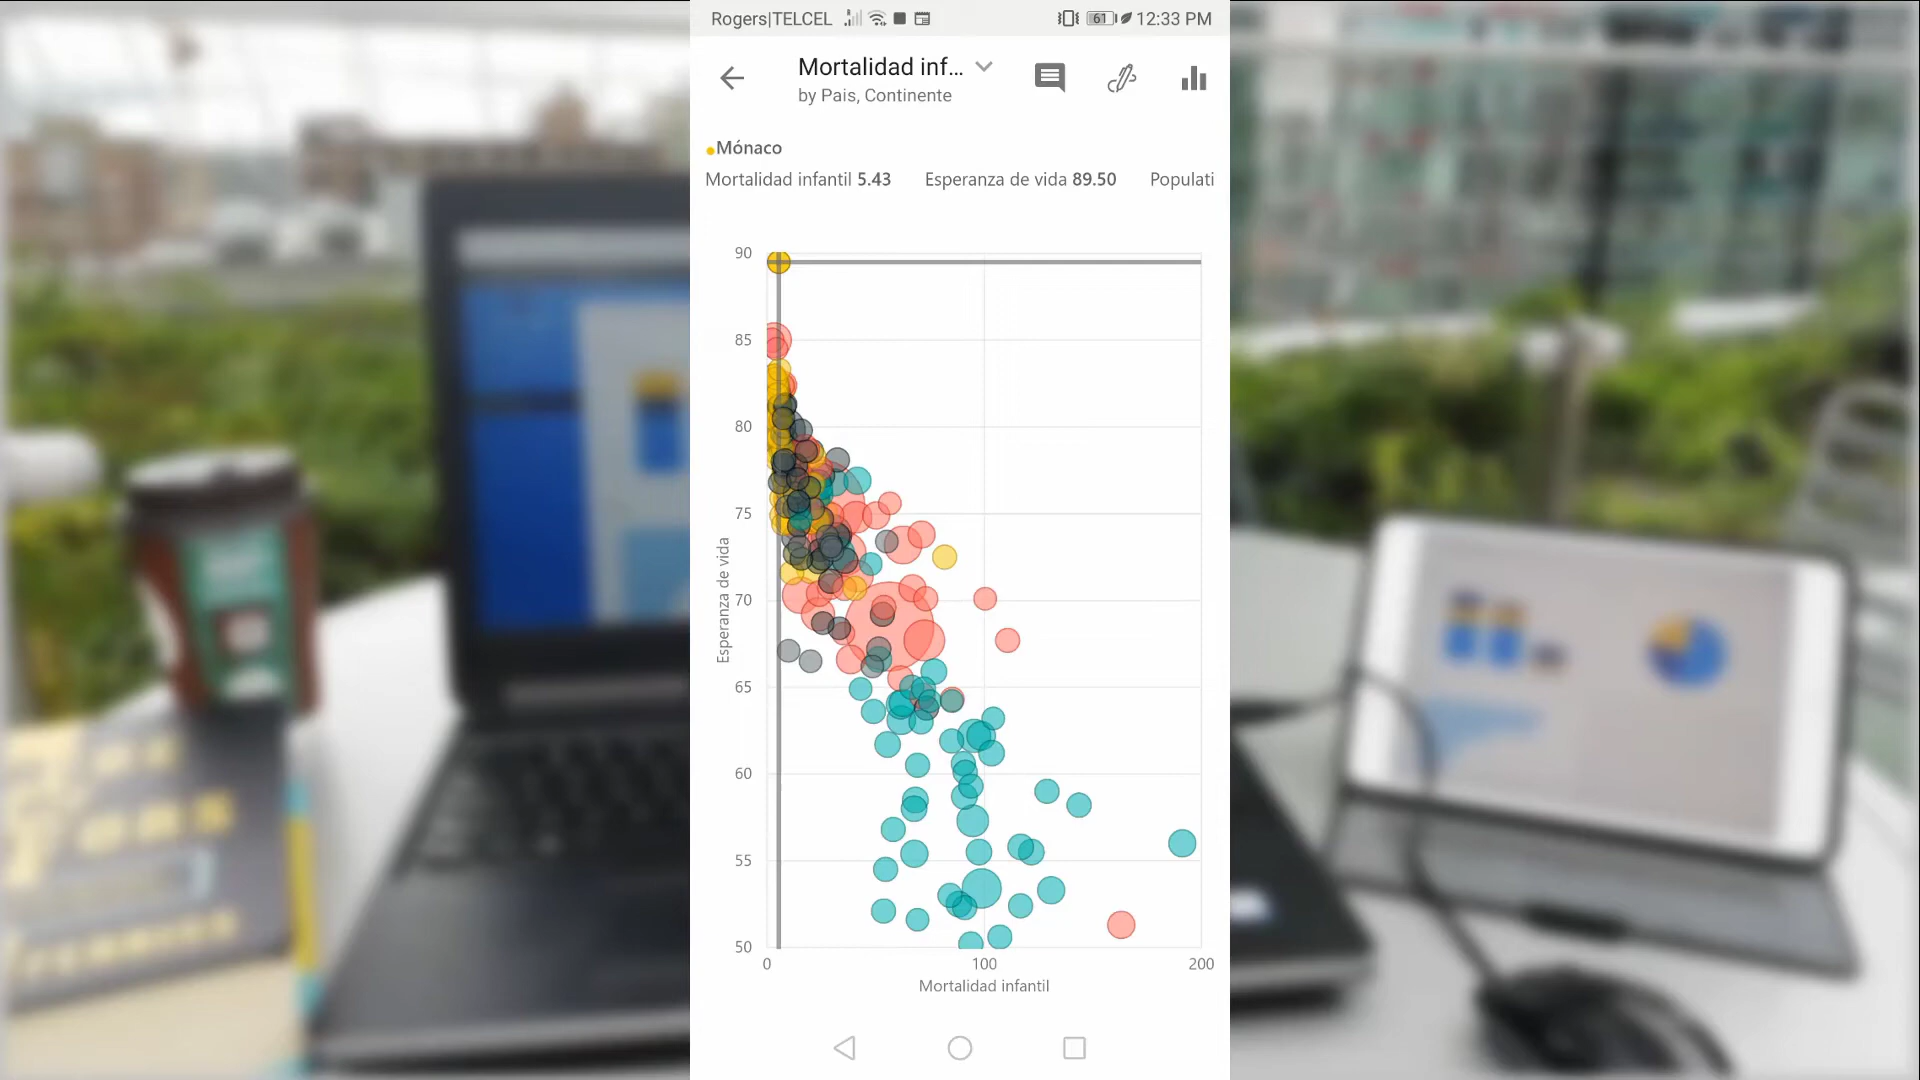 Rogers|TELCEL 61 12:33 PM
Mortalidad inf...
by Pais, Continente
Mónaco
Mortalidad infantil 5.43 Esperanza de vida 89.50 Populati
90
85
80
75
70
65
60
55
50
Esperanza de vida
0 100 200
Mortalidad infantil